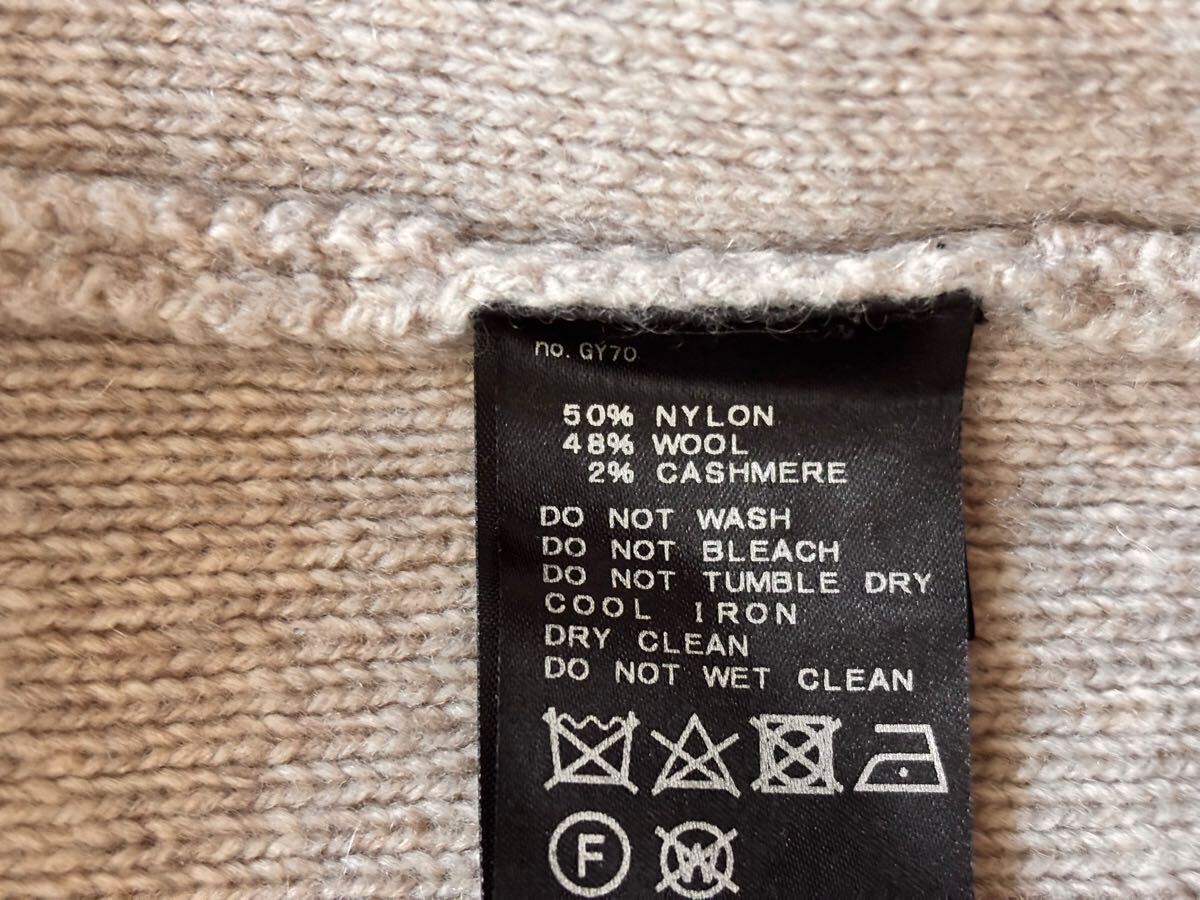 no. GY70
50% NYLON
48% WOOL
2% CASHMERE
DO NOT WASH
DO NOT BLEACH
DO NOT TUMBLE DRY
COOL IRON
DRY CLEAN
DO NOT WET CLEAN
F W